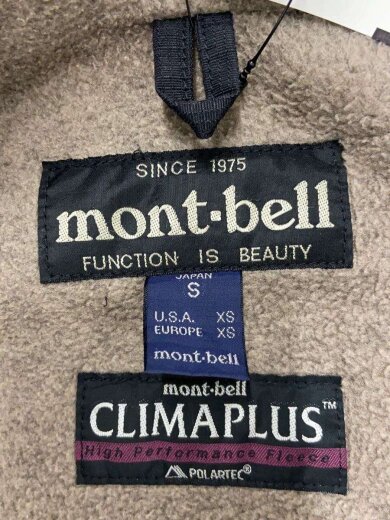 SINCE 1975
mont-bell
FUNCTION IS BEAUTY
JAPAN
S
U.S.A. XS
EUROPE XS
mont-bell
mont-bell
CLIMAPLUS™
High Performance Fleece
POLARTEC®